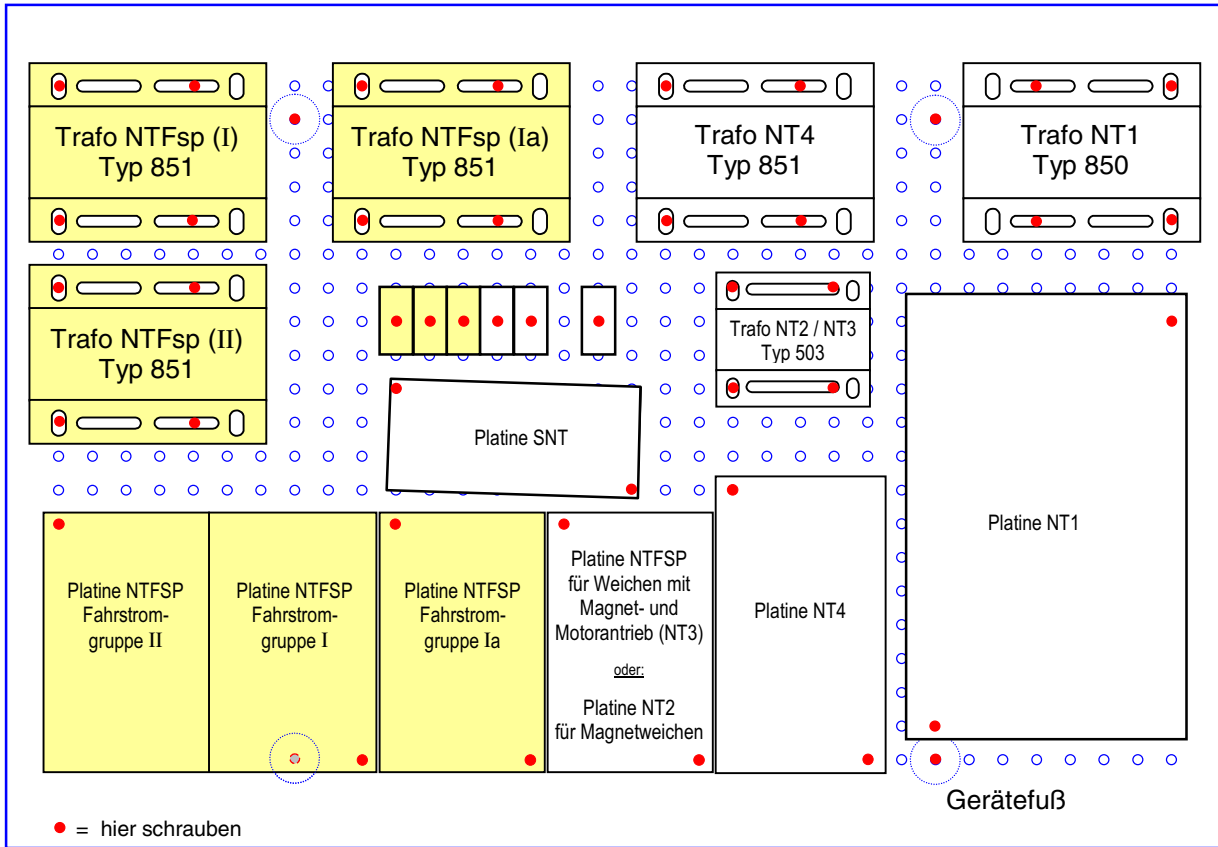 Trafo NTFsp (I)
Typ 851
Trafo NTFsp (Ia)
Typ 851
Trafo NT4
Typ 851
Trafo NT1
Typ 850
Trafo NTFsp (II)
Typ 851
Trafo NT2 / NT3
Typ 503
Platine SNT
Platine NT1
Platine NTFSP
Fahrstrom-
gruppe II
Platine NTFSP
Fahrstrom-
gruppe I
Platine NTFSP
Fahrstrom-
gruppe Ia
Platine NTFSP
für Weichen mit
Magnet- und
Motorantrieb (NT3)
oder:
Platine NT2
für Magnetweichen
Platine NT4
Gerätefuß
= hier schrauben